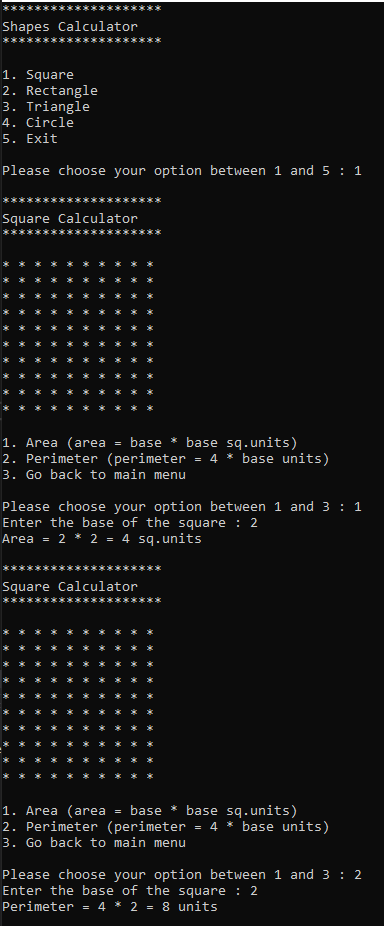 ********************
Shapes Calculator
********************
1. Square
2. Rectangle
3. Triangle
4. Circle
5. Exit
Please choose your option between 1 and 5 : 1
********************
Square Calculator
********************
* * * * * * * * * *
* * * * * * * * * *
* * * * * * * * * *
* * * * * * * * * *
* * * * * * * * * *
* * * * * * * * * *
* * * * * * * * * *
* * * * * * * * * *
* * * * * * * * * *
* * * * * * * * * *
1. Area (area = base * base sq.units)
2. Perimeter (perimeter = 4 * base units)
3. Go back to main menu
Please choose your option between 1 and 3 : 1
Enter the base of the square : 2
Area = 2 * 2 = 4 sq.units
********************
Square Calculator
********************
* * * * * * * * * *
* * * * * * * * * *
* * * * * * * * * *
* * * * * * * * * *
* * * * * * * * * *
* * * * * * * * * *
* * * * * * * * * *
* * * * * * * * * *
* * * * * * * * * *
* * * * * * * * * *
1. Area (area = base * base sq.units)
2. Perimeter (perimeter = 4 * base units)
3. Go back to main menu
Please choose your option between 1 and 3 : 2
Enter the base of the square : 2
Perimeter = 4 * 2 = 8 units